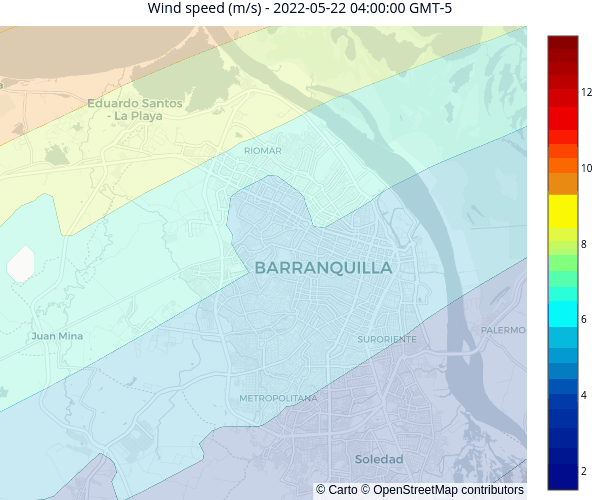 Wind speed (m/s) - 2022-05-22 04:00:00 GMT-5
Eduardo Santos
- La Playa
RIOMAR
BARRANQUILLA
Juan Mina
SURORIENTE
PALERMO
METROPOLITANA
Soledad
© Carto © OpenStreetMap contributors
12
10
8
6
4
2